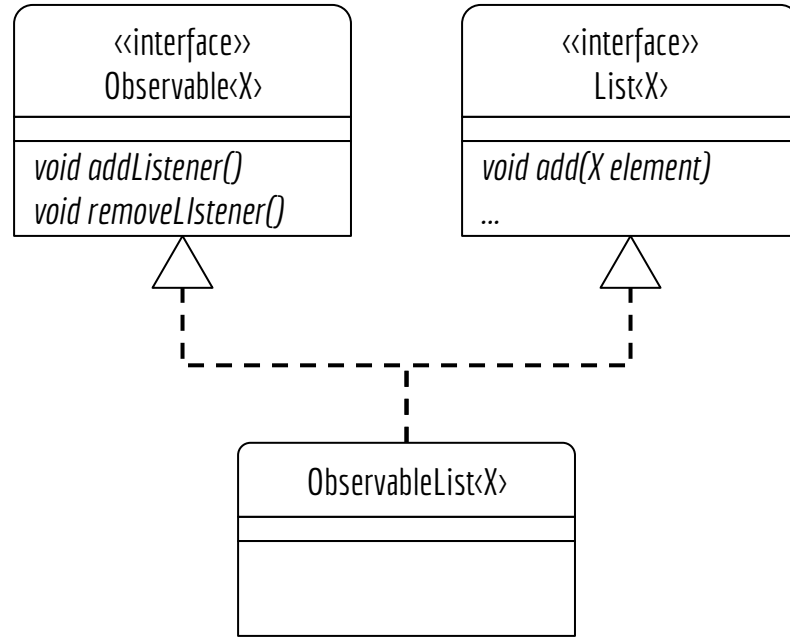 «interface»
Observable<X>
void addListener()
void removeLIstener()
«interface»
List<X>
void add(X element)
...
ObservableList<X>